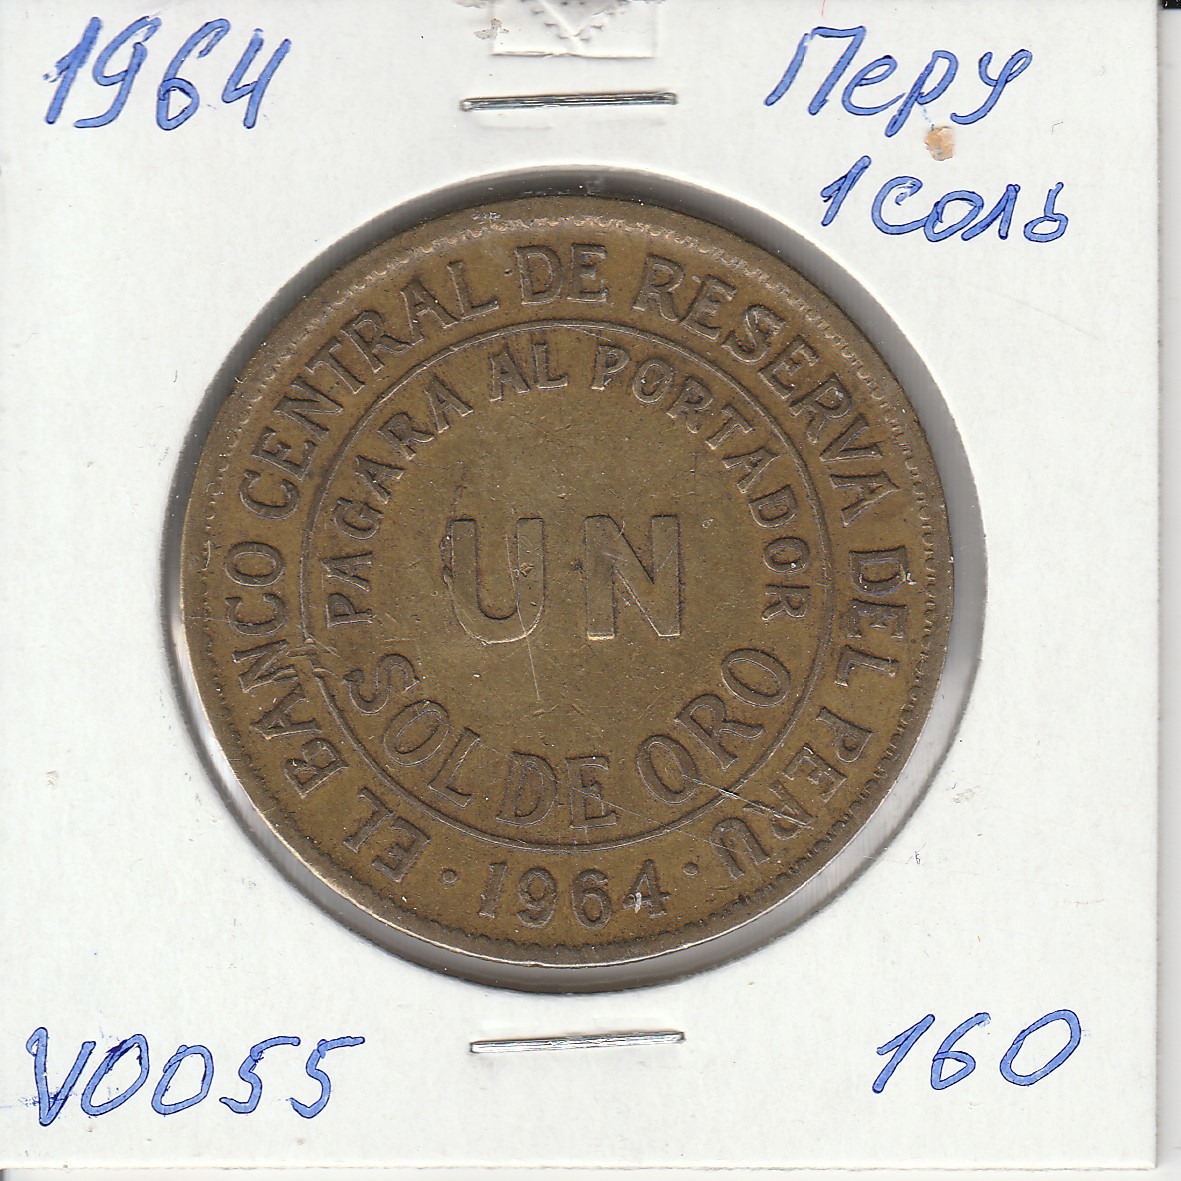 1964
Перу
1 соль
EL BANCO CENTRAL DE RESERVA DEL PERU
PAGARA AL PORTADOR
UN
SOL DE ORO
· 1964 ·
V0055
160